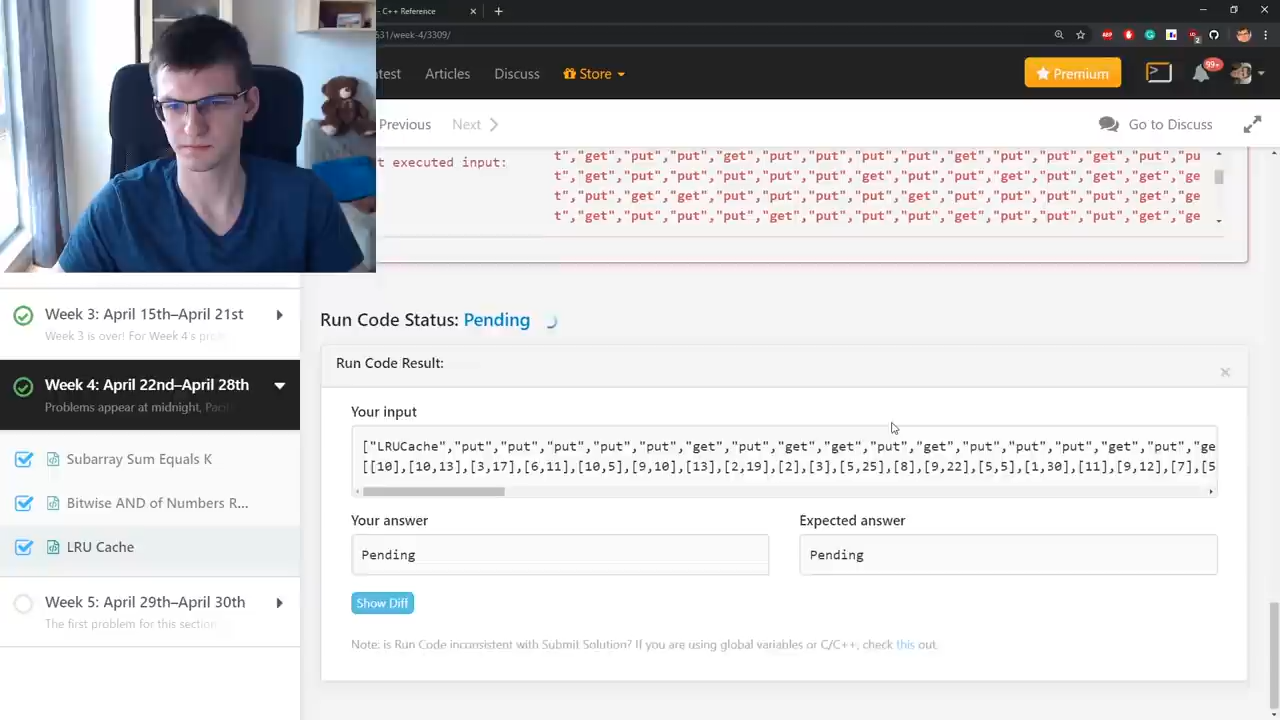 – C++ Reference
531/week-4/3309/
Articles
Discuss
Store
Premium
99+
Previous
Next
Go to Discuss
t executed input:
t","get","put","put","get","put","put","put","put","get","put","put","get","put","pu
t","get","put","put","put","put","get","put","put","get","put","put","get","get","ge
t","get","put","put","put","put","get","put","put","get","put","put","get","get","ge
t","get","put","put","put","get","put","put","put","get","put","put","put","get","ge
Week 3: April 15th–April 21st
Week 3 is over! For Week 4's
Week 4: April 22nd–April 28th
Problems appear at midnight,
Subarray Sum Equals K
Bitwise AND of Numbers R...
LRU Cache
Week 5: April 29th–April 30th
The first problem for this section
Run Code Status: Pending
Run Code Result:
Your input
["LRUCache","put","put","put","put","put","get","put","get","get","put","get","put","put","put","get","put","ge
[[10],[10,13],[3,17],[6,11],[10,5],[9,10],[13],[2,19],[2],[3],[5,25],[8],[9,22],[5,5],[1,30],[11],[9,12],[7],[5
Your answer
Expected answer
Pending
Pending
Show Diff
Note: is Run Code inconsistent with Submit Solution? If you are using global variables or C/C++, check this out.